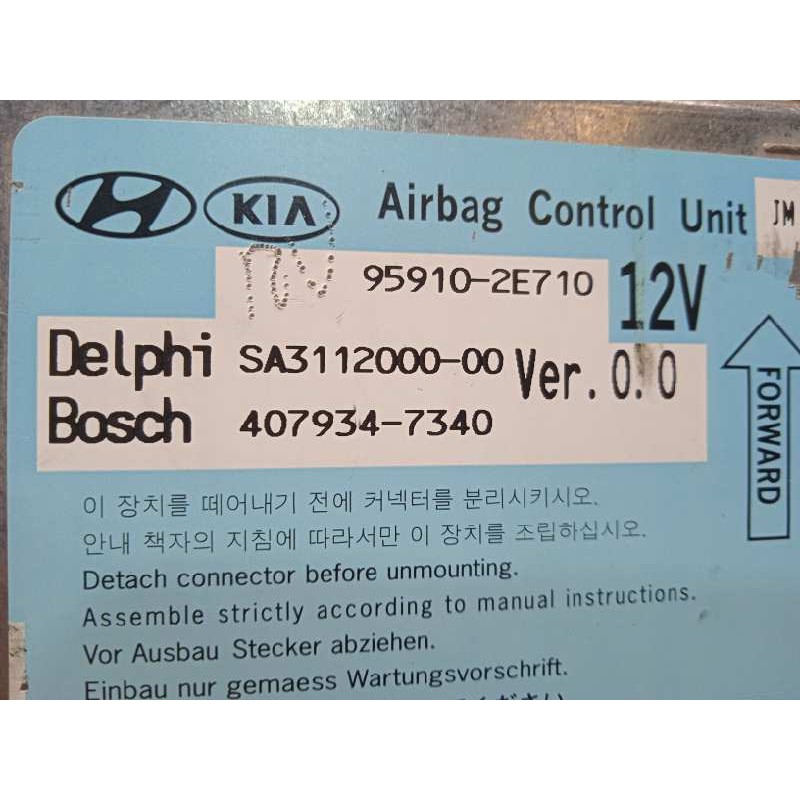 KIA Airbag Control Unit JM
95910-2E710 12V
Delphi SA3112000-00 Ver. 0.0
Bosch 407934-7340
FORWARD
이 장치를 떼어내기 전에 커넥터를 분리시키시오.
안내 책자의 지침에 따라서만 이 장치를 조립하십시오.
Detach connector before unmounting.
Assemble strictly according to manual instructions.
Vor Ausbau Stecker abziehen.
Einbau nur gemaess Wartungsvorschrift.
ください